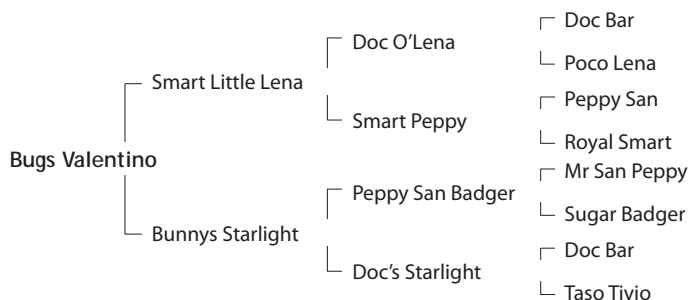 Doc Bar
Doc O'Lena
Poco Lena
Smart Little Lena
Peppy San
Smart Peppy
Royal Smart
Bugs Valentino
Mr San Peppy
Peppy San Badger
Sugar Badger
Bunnys Starlight
Doc Bar
Doc's Starlight
Taso Tivio